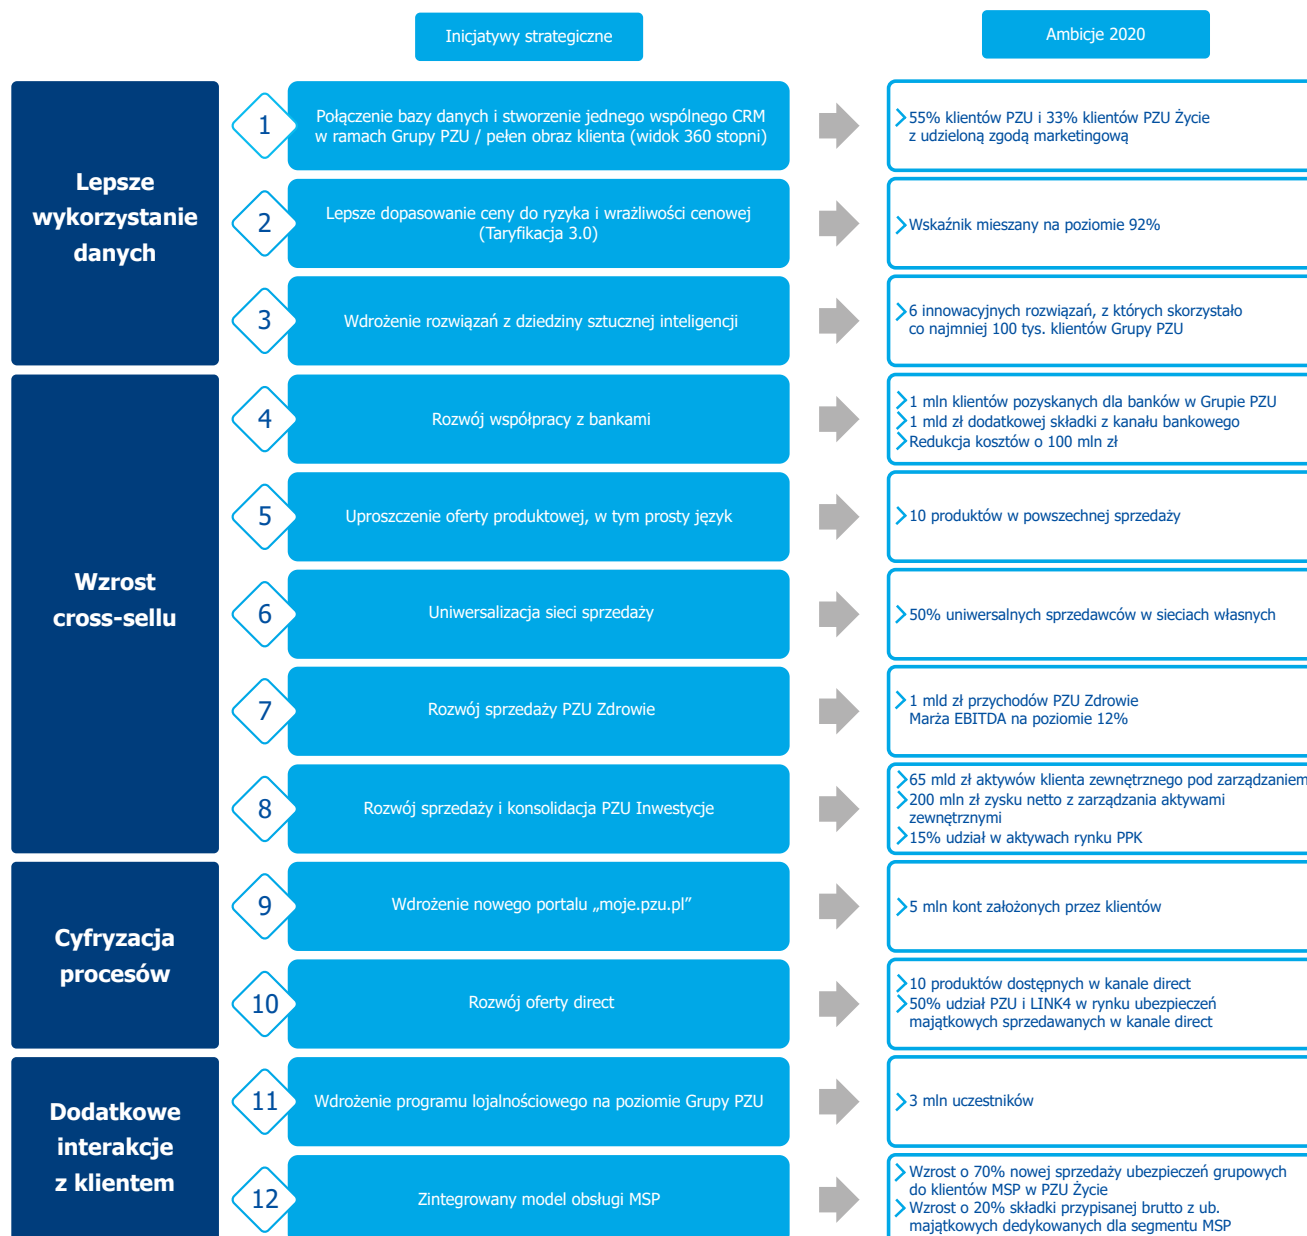 Inicjatywy strategiczne
Ambicje 2020
Lepsze
wykorzystanie
danych
1
Połączenie bazy danych i stworzenie jednego wspólnego CRM
w ramach Grupy PZU / pełen obraz klienta (widok 360 stopni)
55% klientów PZU i 33% klientów PZU Życie
z udzieloną zgodą marketingową
2
Lepsze dopasowanie ceny do ryzyka i wrażliwości cenowej
(Taryfikacja 3.0)
Wskaźnik mieszany na poziomie 92%
3
Wdrożenie rozwiązań z dziedziny sztucznej inteligencji
6 innowacyjnych rozwiązań, z których skorzystało
co najmniej 100 tys. klientów Grupy PZU
Wzrost
cross-sellu
4
Rozwój współpracy z bankami
1 mln klientów pozyskanych dla banków w Grupie PZU
1 mld zł dodatkowej składki z kanału bankowego
Redukcja kosztów o 100 mln zł
5
Uproszczenie oferty produktowej, w tym prosty język
10 produktów w powszechnej sprzedaży
6
Uniwersalizacja sieci sprzedaży
50% uniwersalnych sprzedawców w sieciach własnych
7
Rozwój sprzedaży PZU Zdrowie
1 mld zł przychodów PZU Zdrowie
Marża EBITDA na poziomie 12%
8
Rozwój sprzedaży i konsolidacja PZU Inwestycje
65 mld zł aktywów klienta zewnętrznego pod zarządzaniem
200 mln zł zysku netto z zarządzania aktywami
zewnętrznymi
15% udział w aktywach rynku PPK
Cyfryzacja
procesów
9
Wdrożenie nowego portalu „moje.pzu.pl”
5 mln kont założonych przez klientów
10
Rozwój oferty direct
10 produktów dostępnych w kanale direct
50% udział PZU i LINK4 w rynku ubezpieczeń
majątkowych sprzedawanych w kanale direct
Dodatkowe
interakcje
z klientem
11
Wdrożenie programu lojalnościowego na poziomie Grupy PZU
3 mln uczestników
12
Zintegrowany model obsługi MSP
Wzrost o 70% nowej sprzedaży ubezpieczeń grupowych
do klientów MSP w PZU Życie
Wzrost o 20% składki przypisanej brutto z ub.
majątkowych dedykowanych dla segmentu MSP